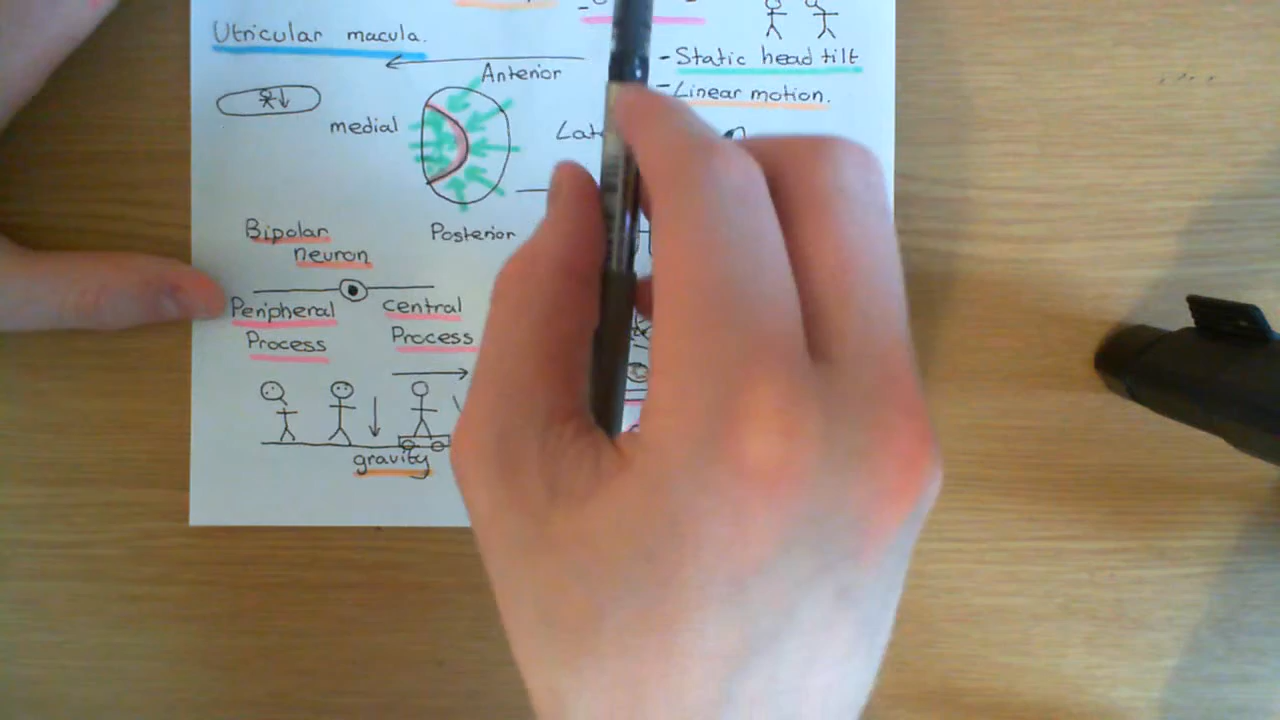 Utricular macula.
- Static head tilt
- Linear motion.
Anterior
medial
Bipolar
neuron
Posterior
Peripheral
Process
central
Process
gravity